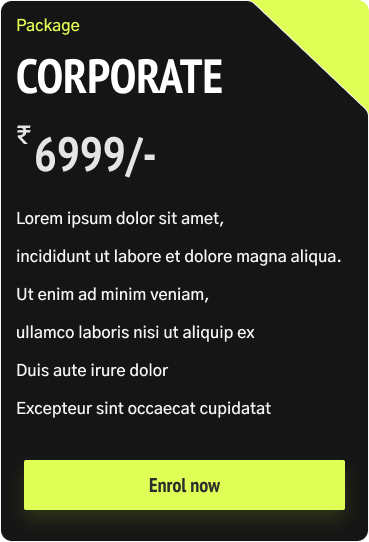 Package
CORPORATE
₹6999/-
Lorem ipsum dolor sit amet,
incididunt ut labore et dolore magna aliqua.
Ut enim ad minim veniam,
ullamco laboris nisi ut aliquip ex
Duis aute irure dolor
Excepteur sint occaecat cupidatat
Enrol now